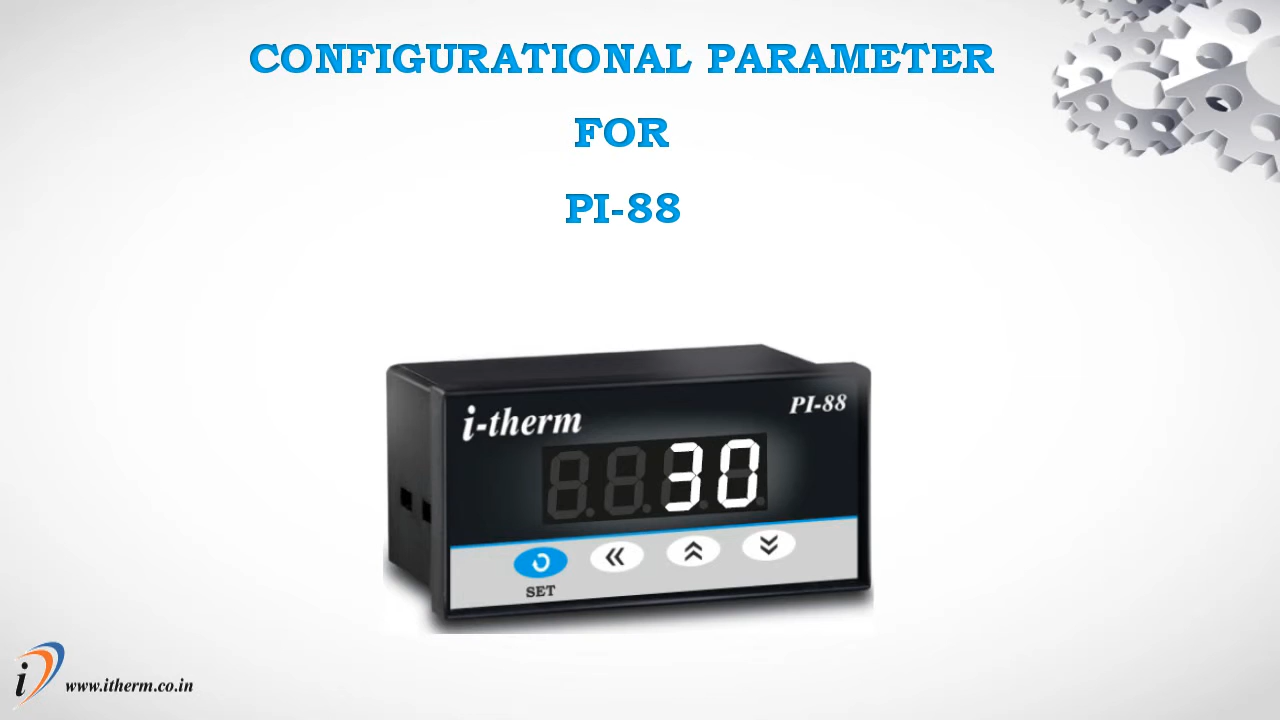 CONFIGURATIONAL PARAMETER
FOR
PI-88
i-therm
PI-88
30
SET
i
www.itherm.co.in